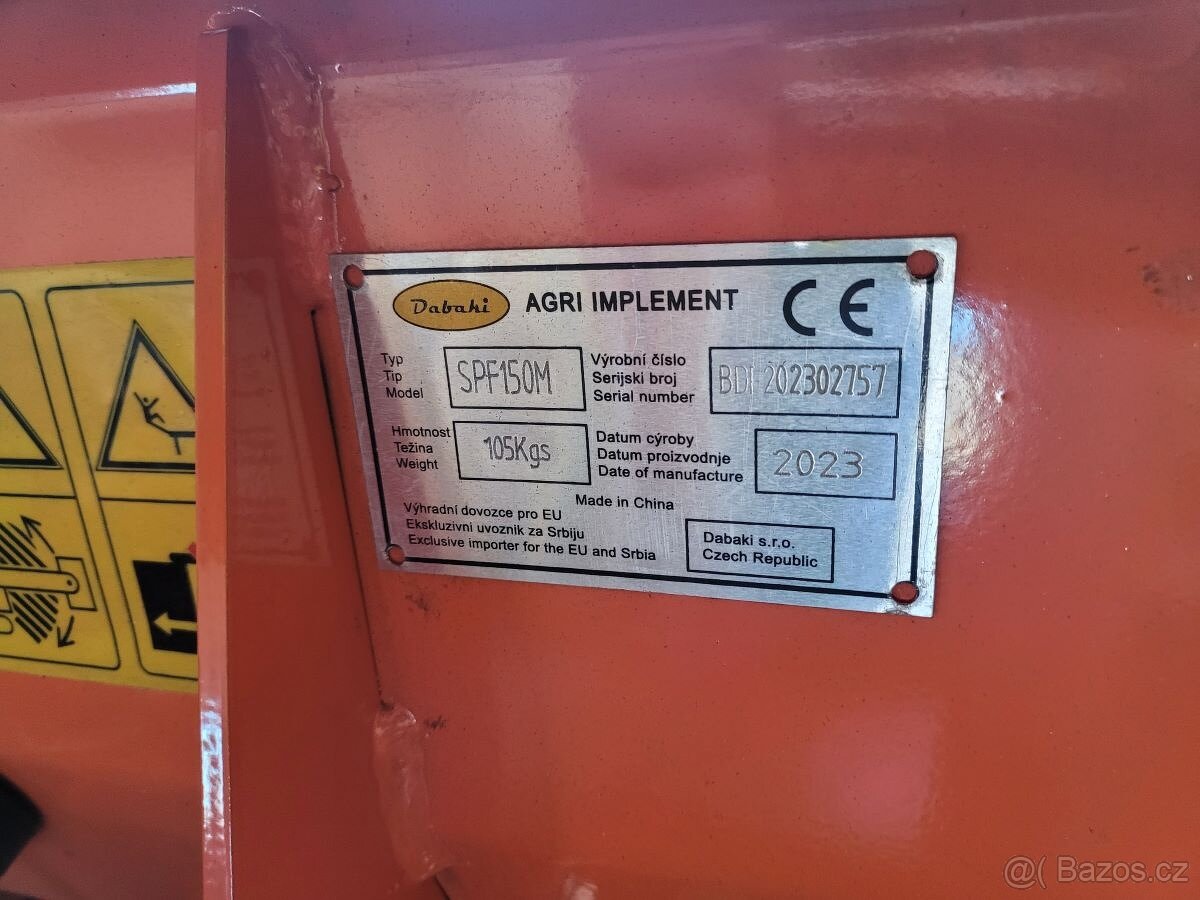 Dabaki AGRI IMPLEMENT CE
Typ
Tip
Model
SPF150M
Výrobní číslo
Serijski broj
Serial number
BDF202302757
Hmotnost
Težina
Weight
105Kgs
Datum cýroby
Datum proizvodnje
Date of manufacture
2023
Made in China
Výhradní dovozce pro EU
Ekskluzivni uvoznik za Srbiju
Exclusive importer for the EU and Srbia
Dabaki s.r.o.
Czech Republic
@( Bazos.cz